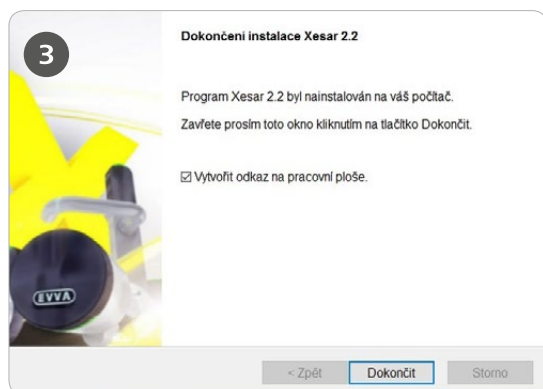 3
Dokončení instalace Xesar 2.2
Program Xesar 2.2 byl nainstalován na váš počítač.
Zavřete prosím toto okno kliknutím na tlačítko Dokončit.
Vytvořit odkaz na pracovní ploše.
EVVA
< Zpět Dokončit Storno